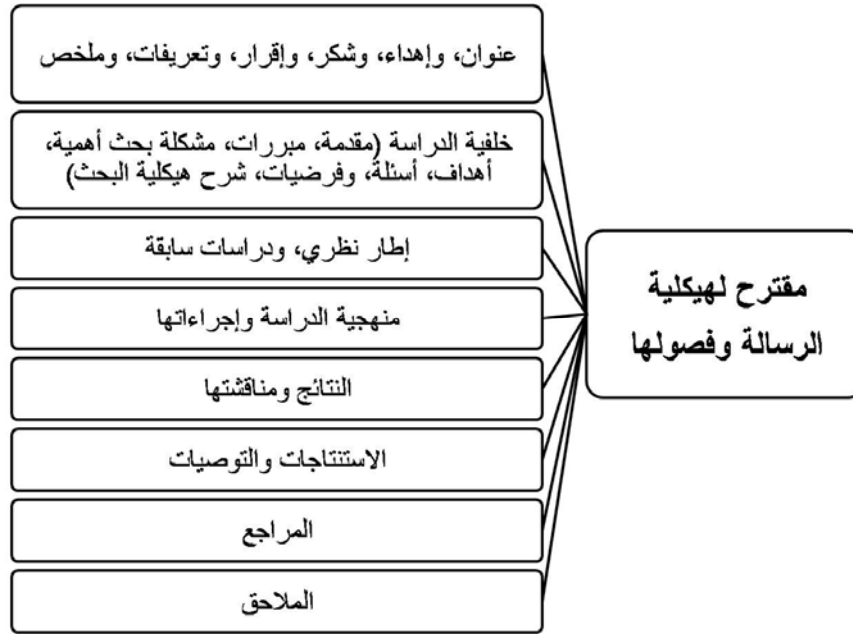 مقترح لهيكلية
الرسالة وفصولها
عنوان، وإهداء، وشكر، وإقرار، وتعريفات، وملخص
خلفية الدراسة (مقدمة، مبررات، مشكلة بحث أهمية،
أهداف، أسئلة، وفرضيات، شرح هيكلية البحث)
إطار نظري، ودراسات سابقة
منهجية الدراسة وإجراءاتها
النتائج ومناقشتها
الاستنتاجات والتوصيات
المراجع
الملاحق